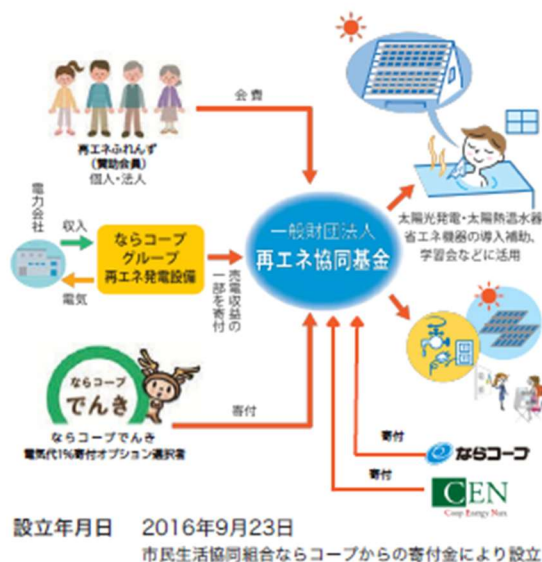 会費
再エネふれんず
(賛助会員)
個人・法人
電力会社
収入
電気
ならコープ
グループ
再エネ発電設備
売電収益の
一部を寄付
一般財団法人
再エネ協同基金
太陽光発電・太陽熱温水器
省エネ機器の導入補助、
学習会などに活用
ならコープ
でんき
ならコープでんき
電気代1%寄付オプション選択者
寄付
寄付
ならコープ
寄付
CEN
Coop Energy Nara
設立年月日 2016年9月23日
市民生活協同組合ならコープからの寄付金により設立